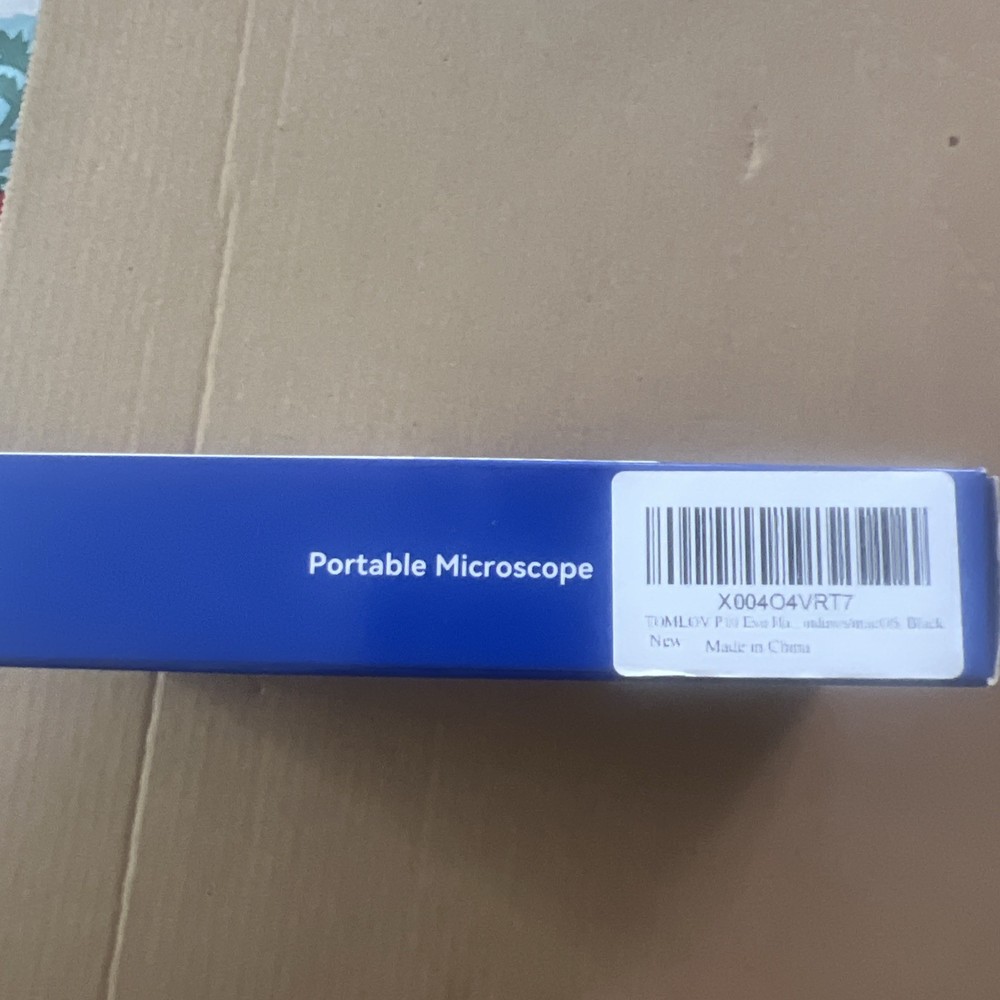 Portable Microscope
X004O4VRT7
TOMLOV Black
New Made in China